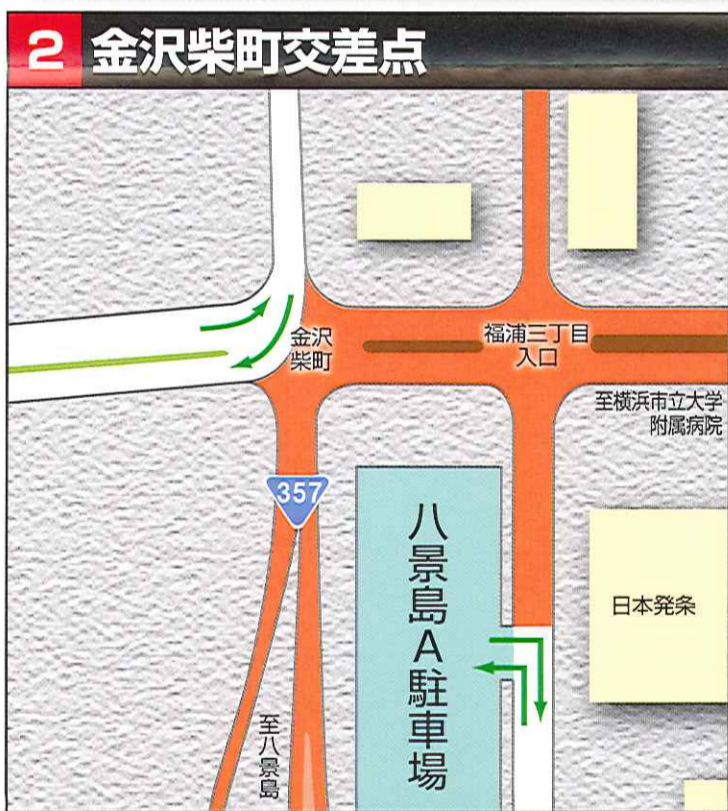 2 金沢柴町交差点
金沢
柴町
福浦三丁目
入口
至横浜市立大学
附属病院
357
八景島A駐車場
日本発条
至八景島